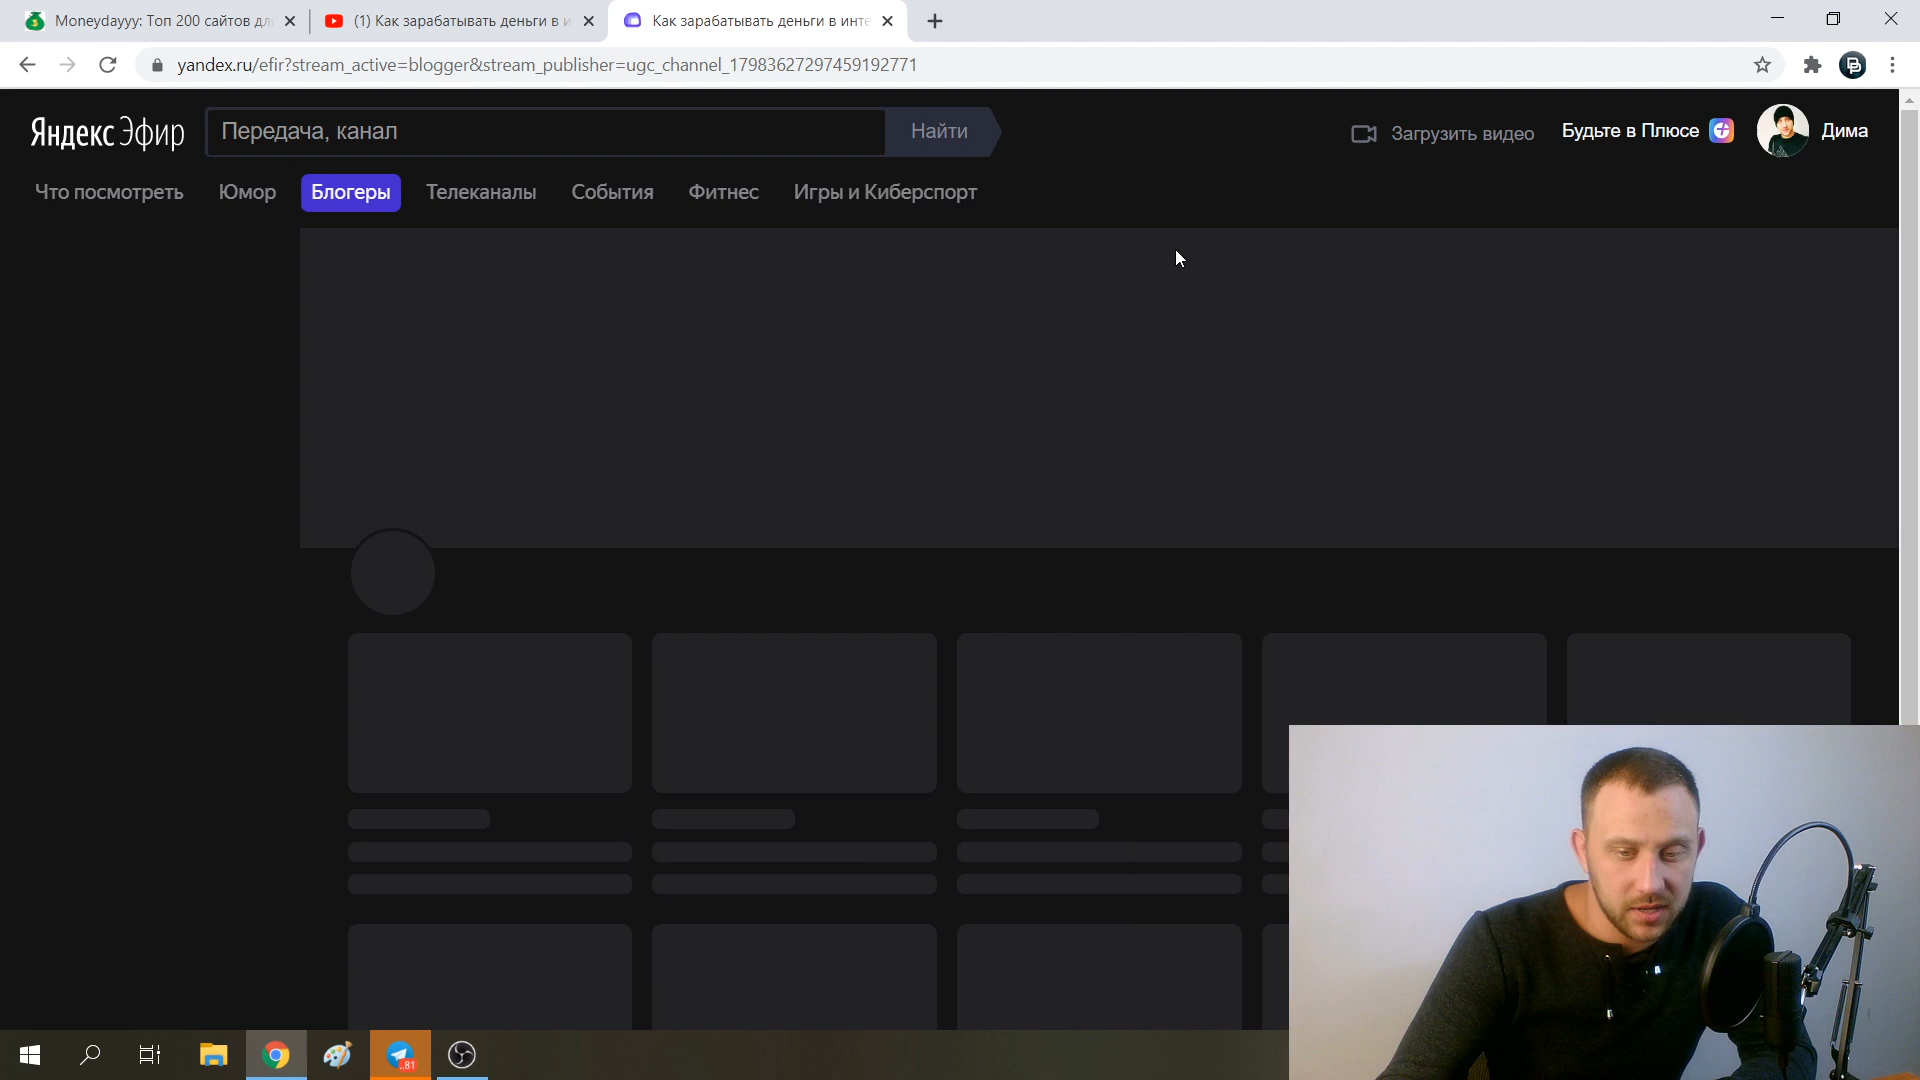 Moneydayyy: Топ 200 сайтов дл
(1) Как зарабатывать деньги в и
Как зарабатывать деньги в инте
yandex.ru/efir?stream_active=blogger&stream_publisher=ugc_channel_17983627297459192771
Яндекс Эфир
Передача, канал
Найти
Загрузить видео
Будьте в Плюсе
Дима
Что посмотреть
Юмор
Блогеры
Телеканалы
События
Фитнес
Игры и Киберспорт
..81